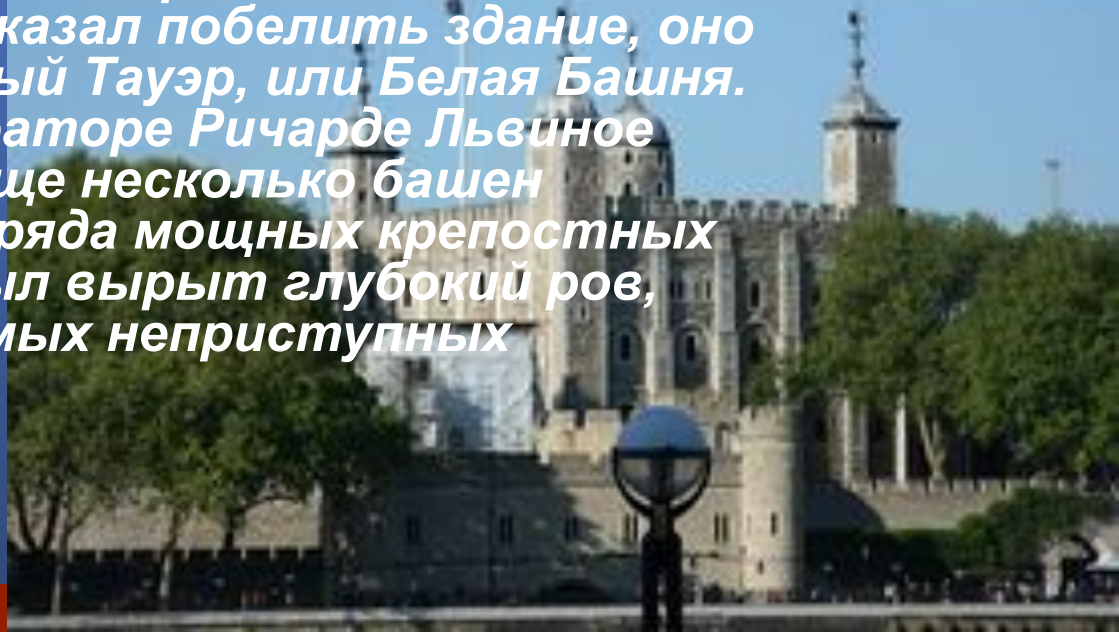 казал побелить здание, оно
ый Тауэр, или Белая Башня.
аторе Ричарде Львиное
ще несколько башен
ряда мощных крепостных
ыл вырыт глубокий ров,
мых неприступных